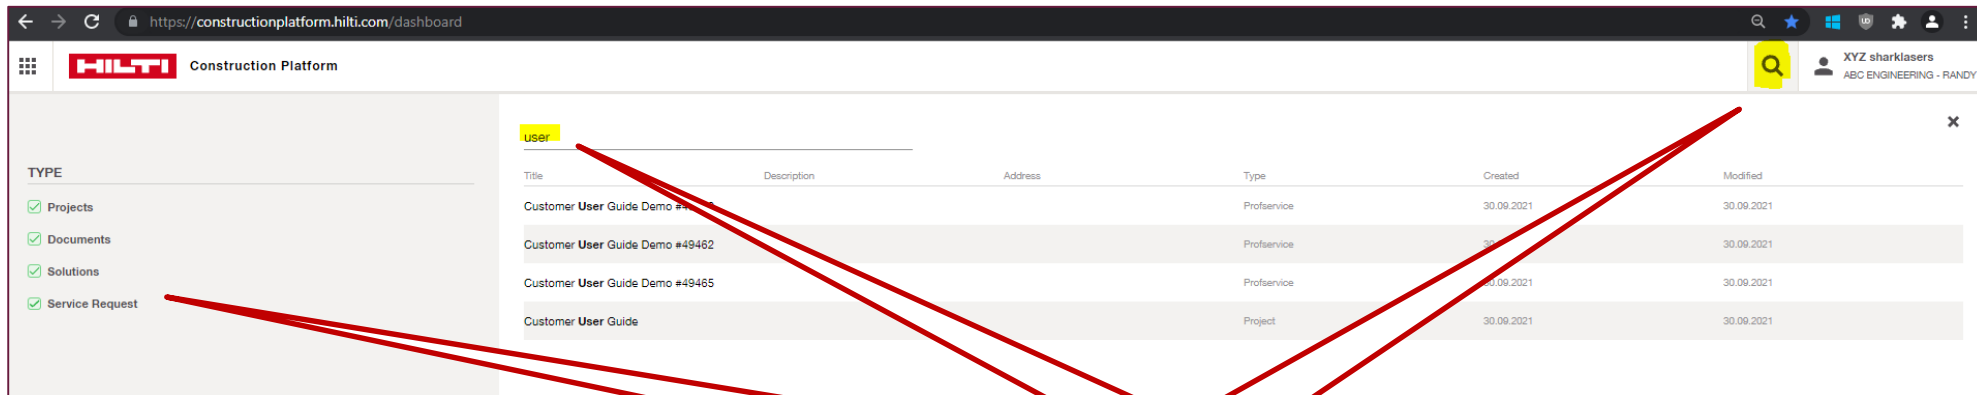 https://constructionplatform.hilti.com/dashboard
HILTI Construction Platform
XYZ sharklasers
ABC ENGINEERING - RANDY
user
TYPE
Projects
Documents
Solutions
Service Request
Title Description Address Type Created Modified
Customer User Guide Demo Profservice 30.09.2021 30.09.2021
Customer User Guide Demo #49462 Profservice 30.09.2021
Customer User Guide Demo #49465 Profservice 30.09.2021 30.09.2021
Customer User Guide Project 30.09.2021 30.09.2021